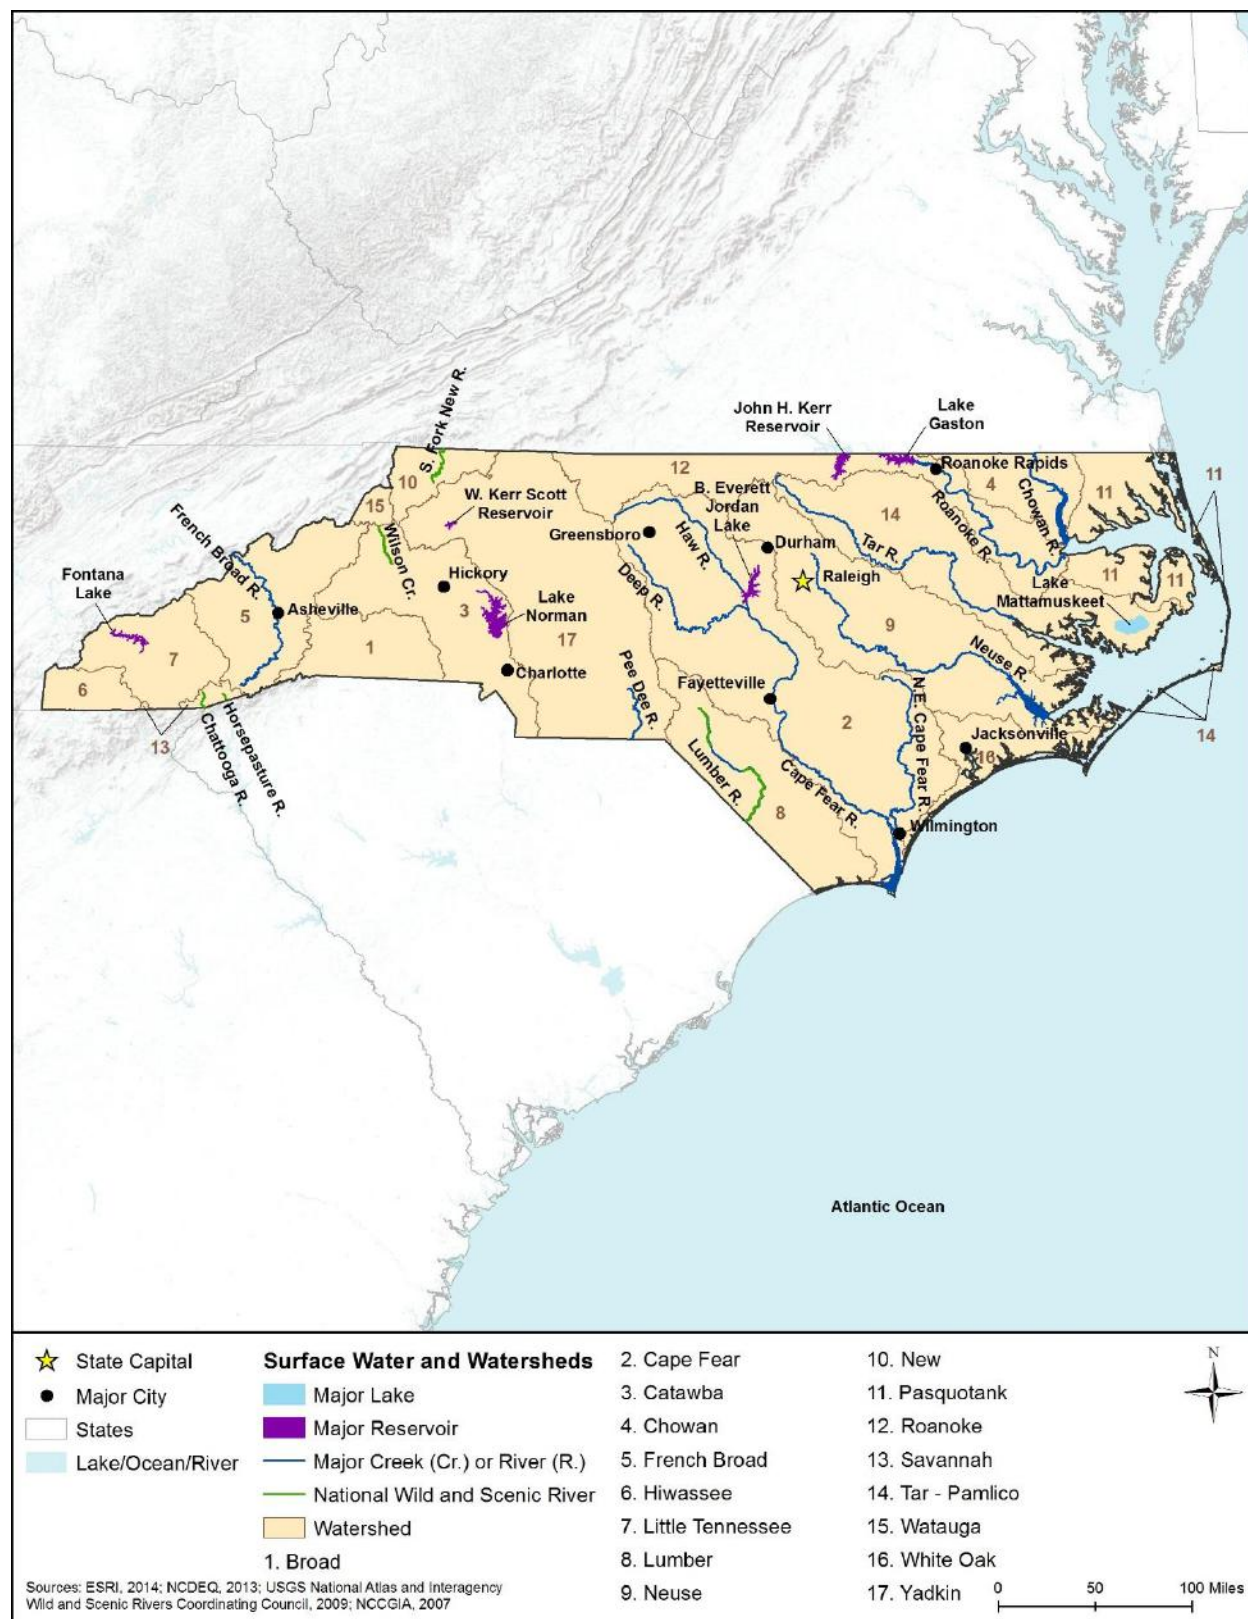 S. Fork New R.
John H. Kerr
Reservoir
Lake
Gaston
10
12
Roanoke Rapids
4
11
11
15
W. Kerr Scott
Reservoir
B. Everett
Jordan
Lake
14
Chowan R.
Roanoke R.
French Broad R.
Wilson Cr.
Greensboro
Haw R.
Durham
Tar R.
Fontana
Lake
Hickory
Deep R.
Raleigh
11
11
Lake
Mattamuskeet
5
Asheville
3
Lake
Norman
9
7
1
17
Neuse R.
6
Charlotte
Pee Dee R.
Fayetteville
2
N.E. Cape Fear R.
Jacksonville
14
13
Chattooga R.
Horsepasture R.
16
Lumber R.
Cape Fear R.
8
Wilmington
Atlantic Ocean
State Capital
Major City
States
Lake/Ocean/River
Surface Water and Watersheds
Major Lake
Major Reservoir
Major Creek (Cr.) or River (R.)
National Wild and Scenic River
Watershed
1. Broad
2. Cape Fear
3. Catawba
4. Chowan
5. French Broad
6. Hiwassee
7. Little Tennessee
8. Lumber
9. Neuse
10. New
11. Pasquotank
12. Roanoke
13. Savannah
14. Tar - Pamlico
15. Watauga
16. White Oak
17. Yadkin
N
0 50 100 Miles
Sources: ESRI, 2014; NCDEQ, 2013; USGS National Atlas and Interagency
Wild and Scenic Rivers Coordinating Council, 2009; NCCGIA, 2007